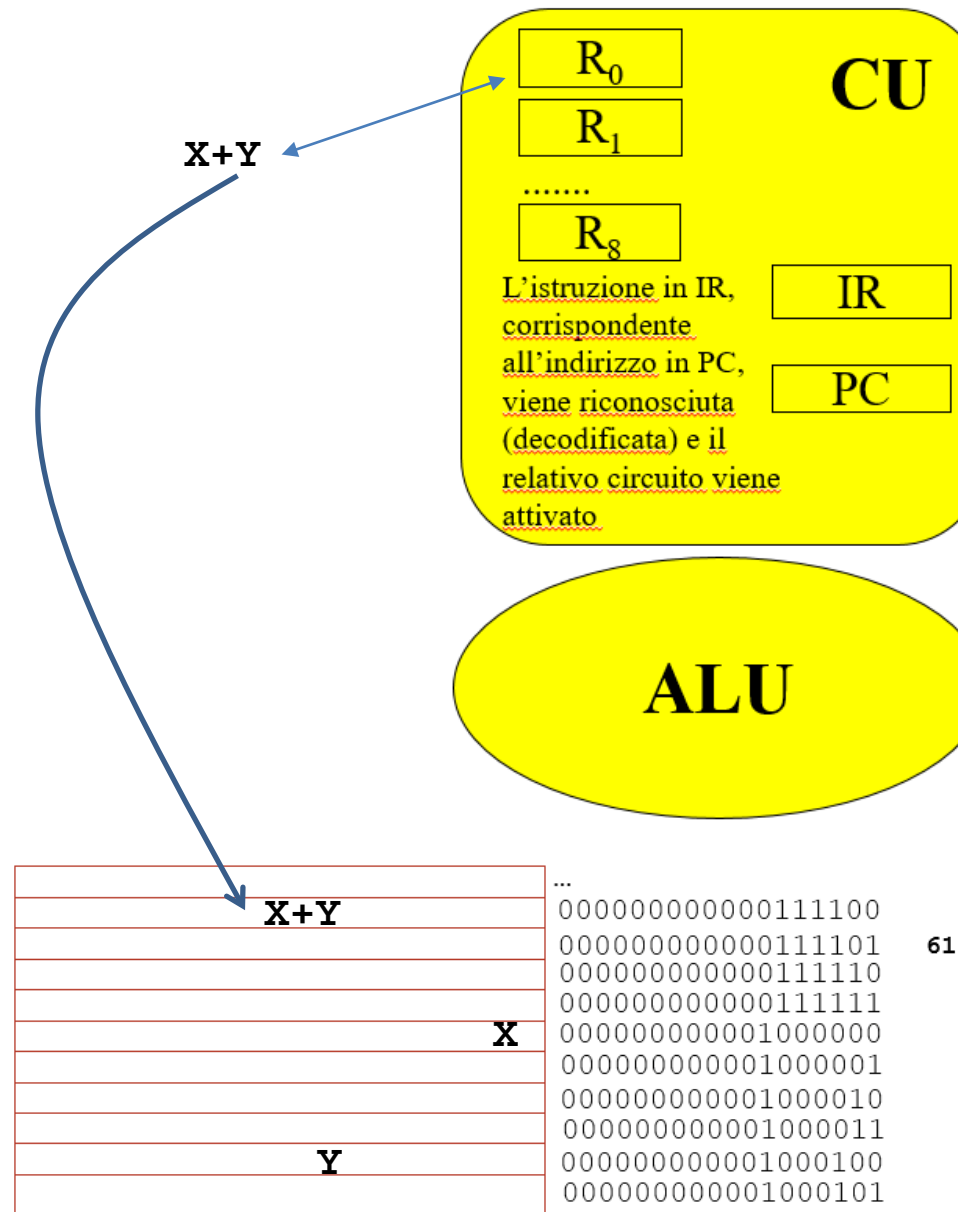 R0
CU
R1
X+Y
.......
R8
L’istruzione in IR,
corrispondente
all’indirizzo in PC,
viene riconosciuta
(decodificata) e il
relativo circuito viene
attivato
IR
PC
ALU
...
X+Y 000000000000111100
000000000000111101 61
000000000000111110
000000000000111111
X 000000000001000000
000000000001000001
000000000001000010
000000000001000011
Y 000000000001000100
000000000001000101